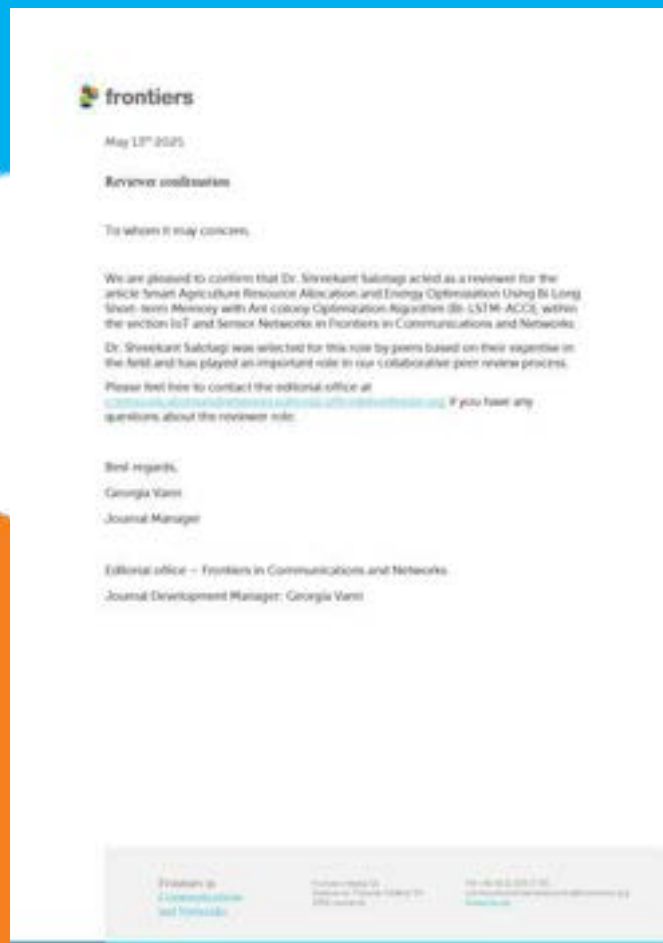 frontiers
May 13th 2025
Reviewer confirmation
To whom it may concern,
We are pleased to confirm that Dr. Shreekant Salotagi acted as a reviewer for the
article Smart Agriculture Resource Allocation and Energy Optimization Using Bi Long
Short-term Memory with Ant colony Optimization Algorithm (Bi-LSTM-ACO), within
the section IoT and Sensor Networks in Frontiers in Communications and Networks.
Dr. Shreekant Salotagi was selected for this role by peers based on their expertise in
the field and has played an important role in our collaborative peer review process.
Please feel free to contact the editorial office at
if you have any
questions about the reviewer role.
Best regards,
Georgia Vann
Journal Manager
Editorial office – Frontiers in Communications and Networks
Journal Development Manager: Georgia Vann
Frontiers in
Communications
and Networks